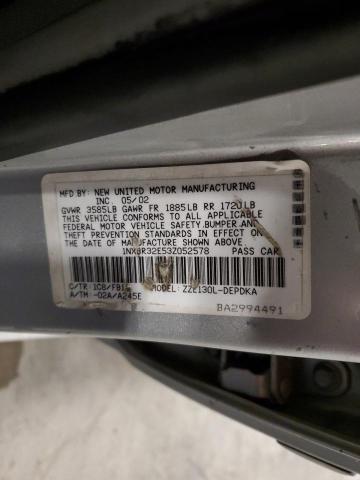 MFD BY: NEW UNITED MOTOR MANUFACTURING
INC. 05/02
GVWR 3585LB GAWR FR 1885LB RR 1720LB
THIS VEHICLE CONFORMS TO ALL APPLICABLE
FEDERAL MOTOR VEHICLE SAFETY, BUMPER, AND
THEFT PREVENTION STANDARDS IN EFFECT ON
THE DATE OF MANUFACTURE SHOWN ABOVE.
1NXBR32E53Z052578 PASS CAR
C/TR: 1C8/FB15 MODEL: ZZE130L-DEPDKA
A/TM: -02A/A245E
BA2994491